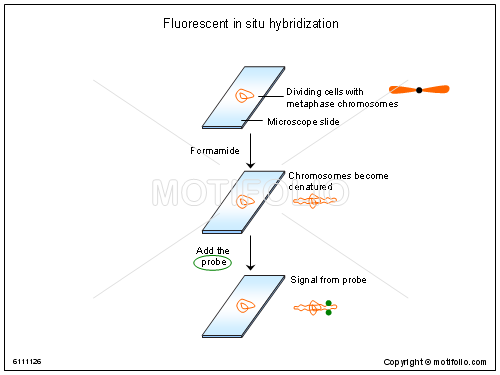 Fluorescent in situ hybridization
Dividing cells with
metaphase chromosomes
Microscope slide
Formamide
Chromosomes become
denatured
MOTIFOLIO
Add the
probe
Signal from probe
6111126
Copyright © motifolio.com